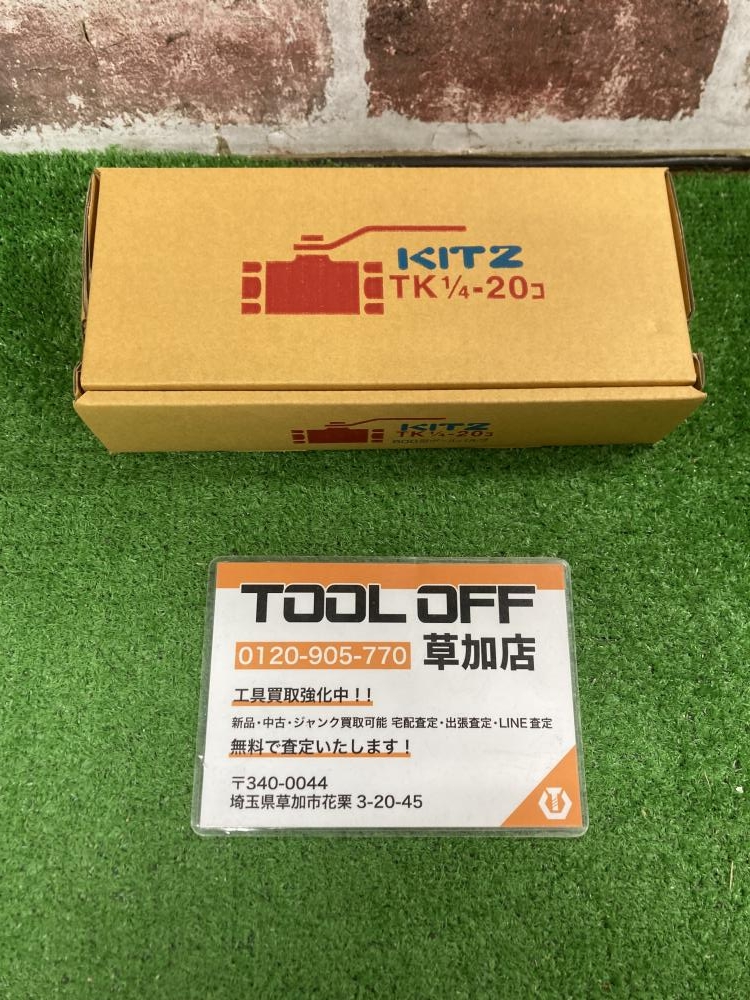 KITZ
TK 1/4-20コ
KITZ
TK 1/4-20コ
TOOL OFF
0120-905-770 草加店
工具買取強化中！！
新品・中古・ジャンク買取可能 宅配査定・出張査定・LINE査定
無料で査定いたします！
〒340-0044
埼玉県草加市花栗 3-20-45